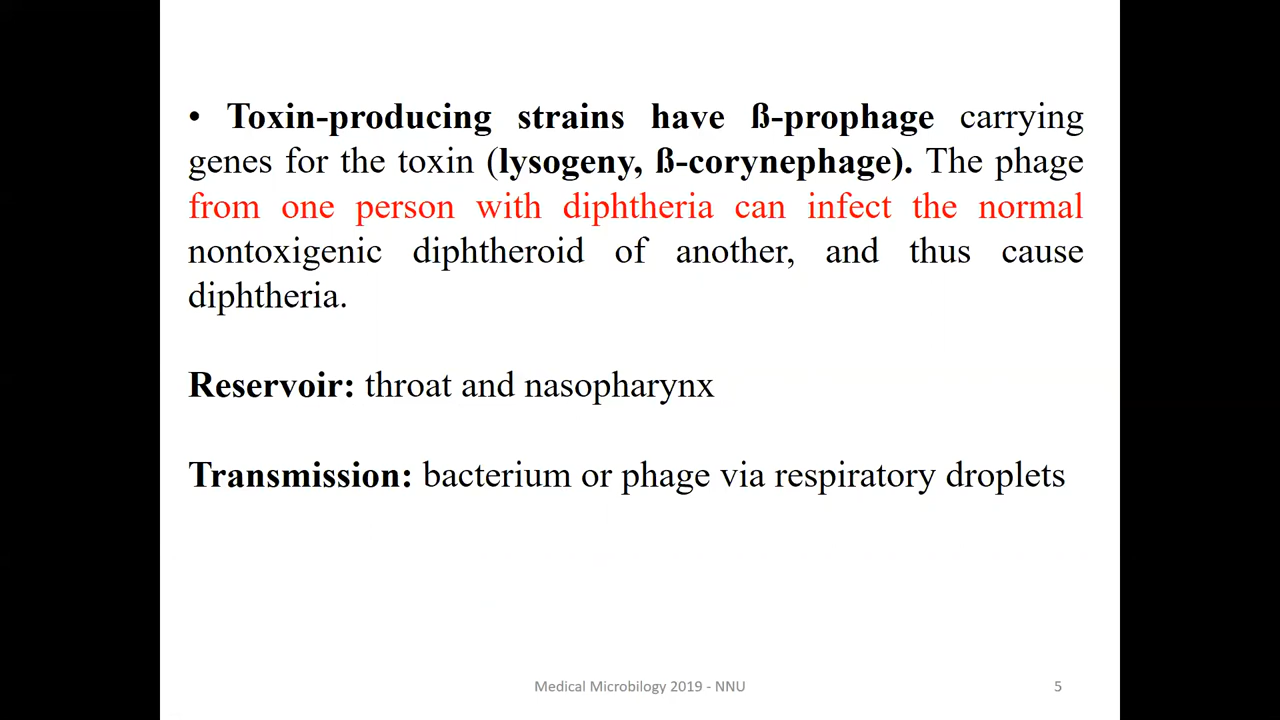 • Toxin-producing strains have ß-prophage carrying
genes for the toxin (lysogeny, ß-corynephage). The phage
from one person with diphtheria can infect the normal
nontoxigenic diphtheroid of another, and thus cause
diphtheria.
Reservoir: throat and nasopharynx
Transmission: bacterium or phage via respiratory droplets
Medical Microbilogy 2019 - NNU
5